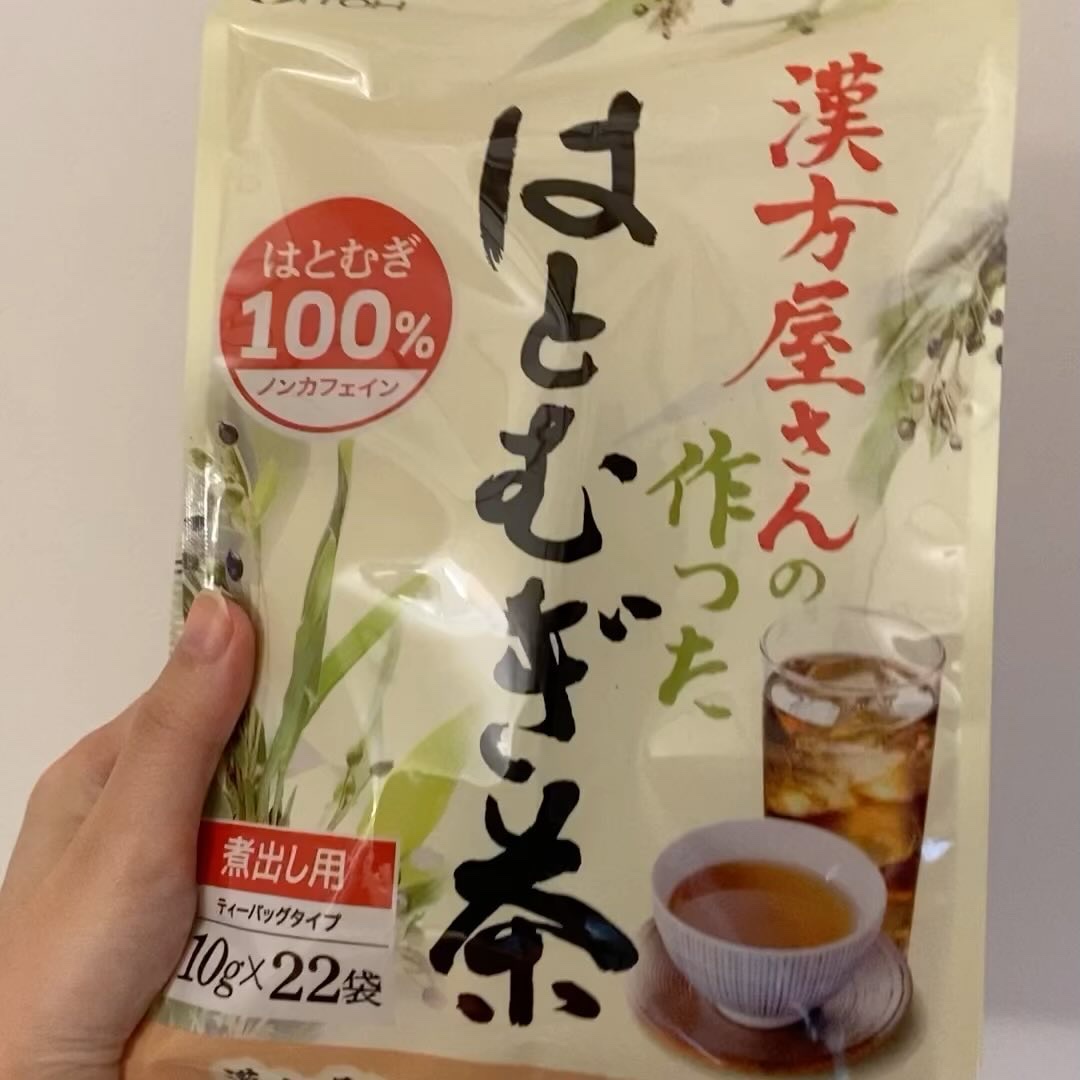 漢方屋さんの
作った
はとむぎ茶
はとむぎ
100%
ノンカフェイン
煮出し用
ティーバッグタイプ
10g×22袋